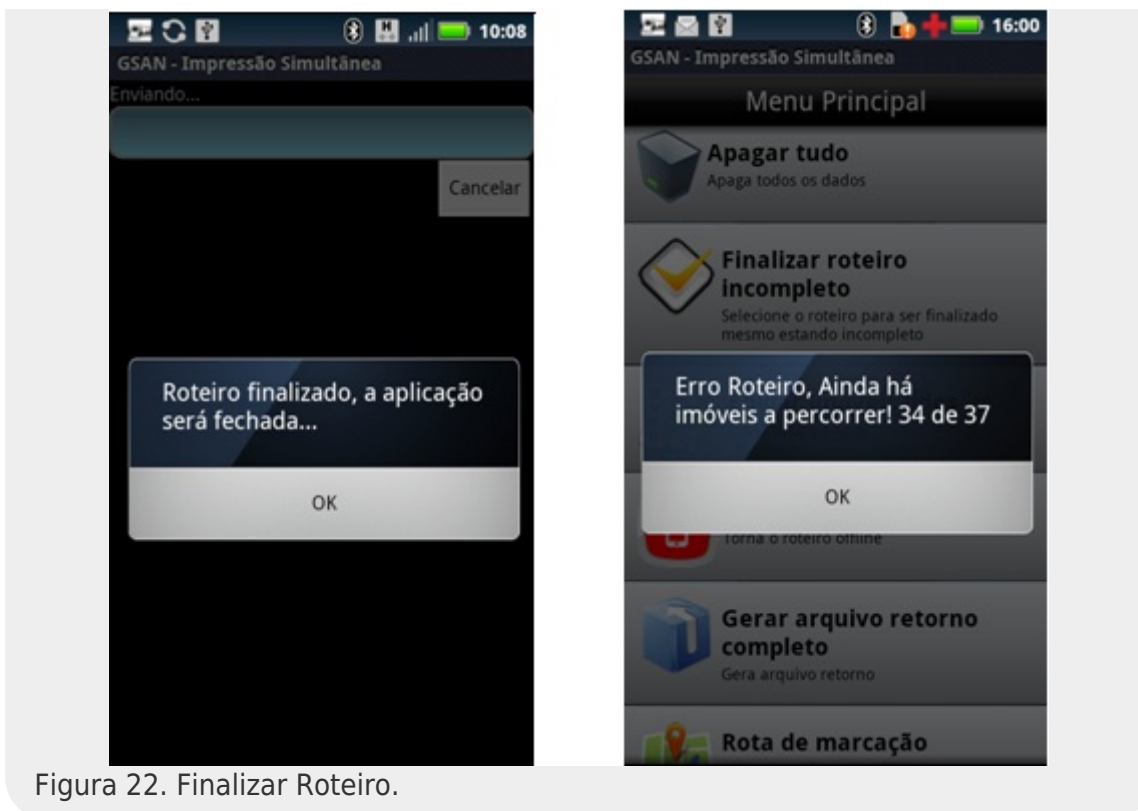 10:08
GSAN - Impressão Simultânea
Enviando...
Cancelar
Roteiro finalizado, a aplicação
será fechada...
OK
16:00
GSAN - Impressão Simultânea
Menu Principal
Apagar tudo
Apaga todos os dados
Finalizar roteiro
incompleto
Selecione o roteiro para ser finalizado
mesmo estando incompleto
Erro Roteiro, Ainda há
imóveis a percorrer! 34 de 37
OK
Torna o roteiro offline
Gerar arquivo retorno
completo
Gera arquivo retorno
Rota de marcação
Figura 22. Finalizar Roteiro.